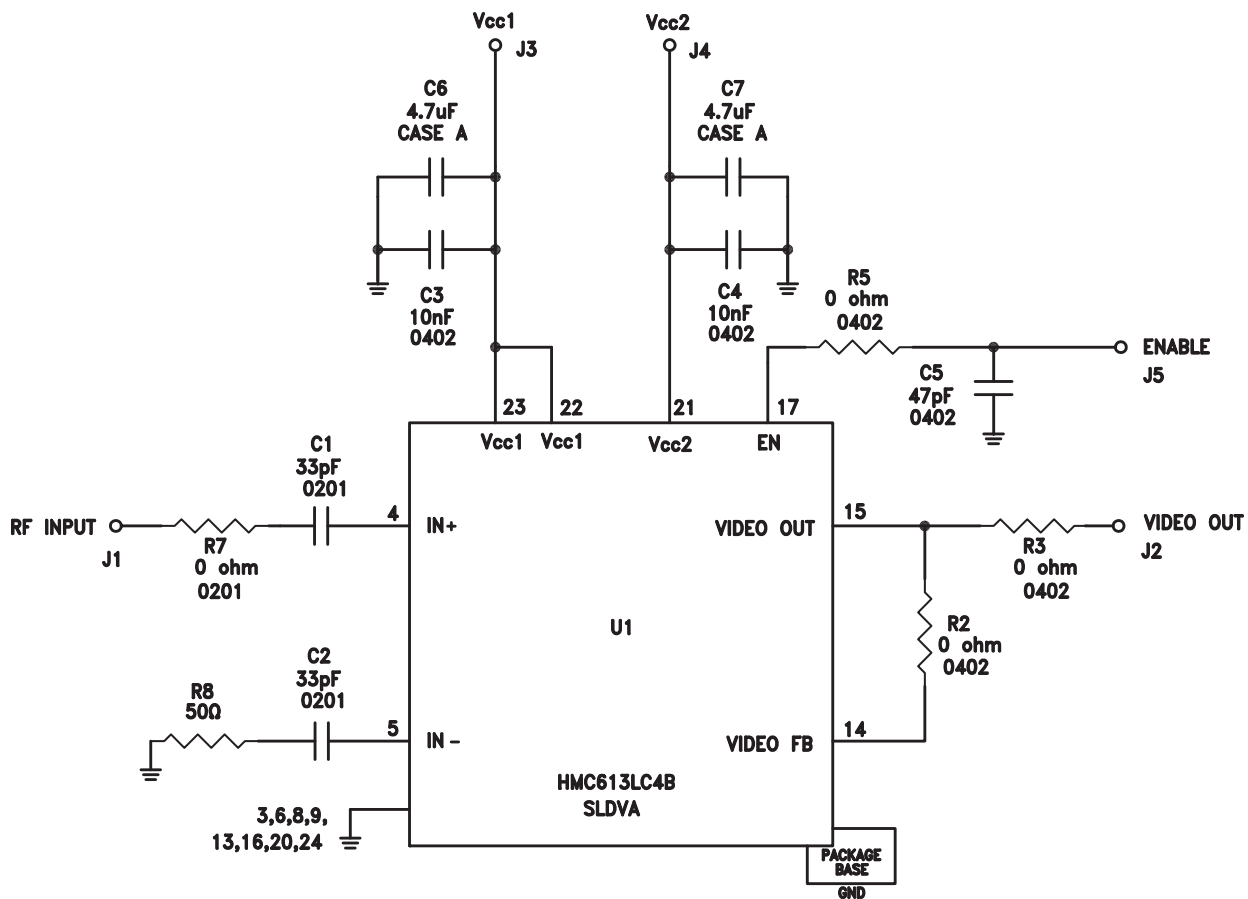 Vcc1
J3
Vcc2
J4
C6
4.7uF
CASE A
C7
4.7uF
CASE A
C3
10nF
0402
C4
10nF
0402
R5
0 ohm
0402
ENABLE
J5
C5
47pF
0402
23
22
21
17
Vcc1
Vcc1
Vcc2
EN
C1
33pF
0201
RF INPUT
J1
R7
0 ohm
0201
4
IN+
VIDEO OUT
15
VIDEO OUT
J2
R3
0 ohm
0402
U1
R2
0 ohm
0402
C2
33pF
0201
R8
50Ω
5
IN-
VIDEO FB
14
HMC613LC4B
SLDVA
3,6,8,9,
13,16,20,24
PACKAGE
BASE
GND